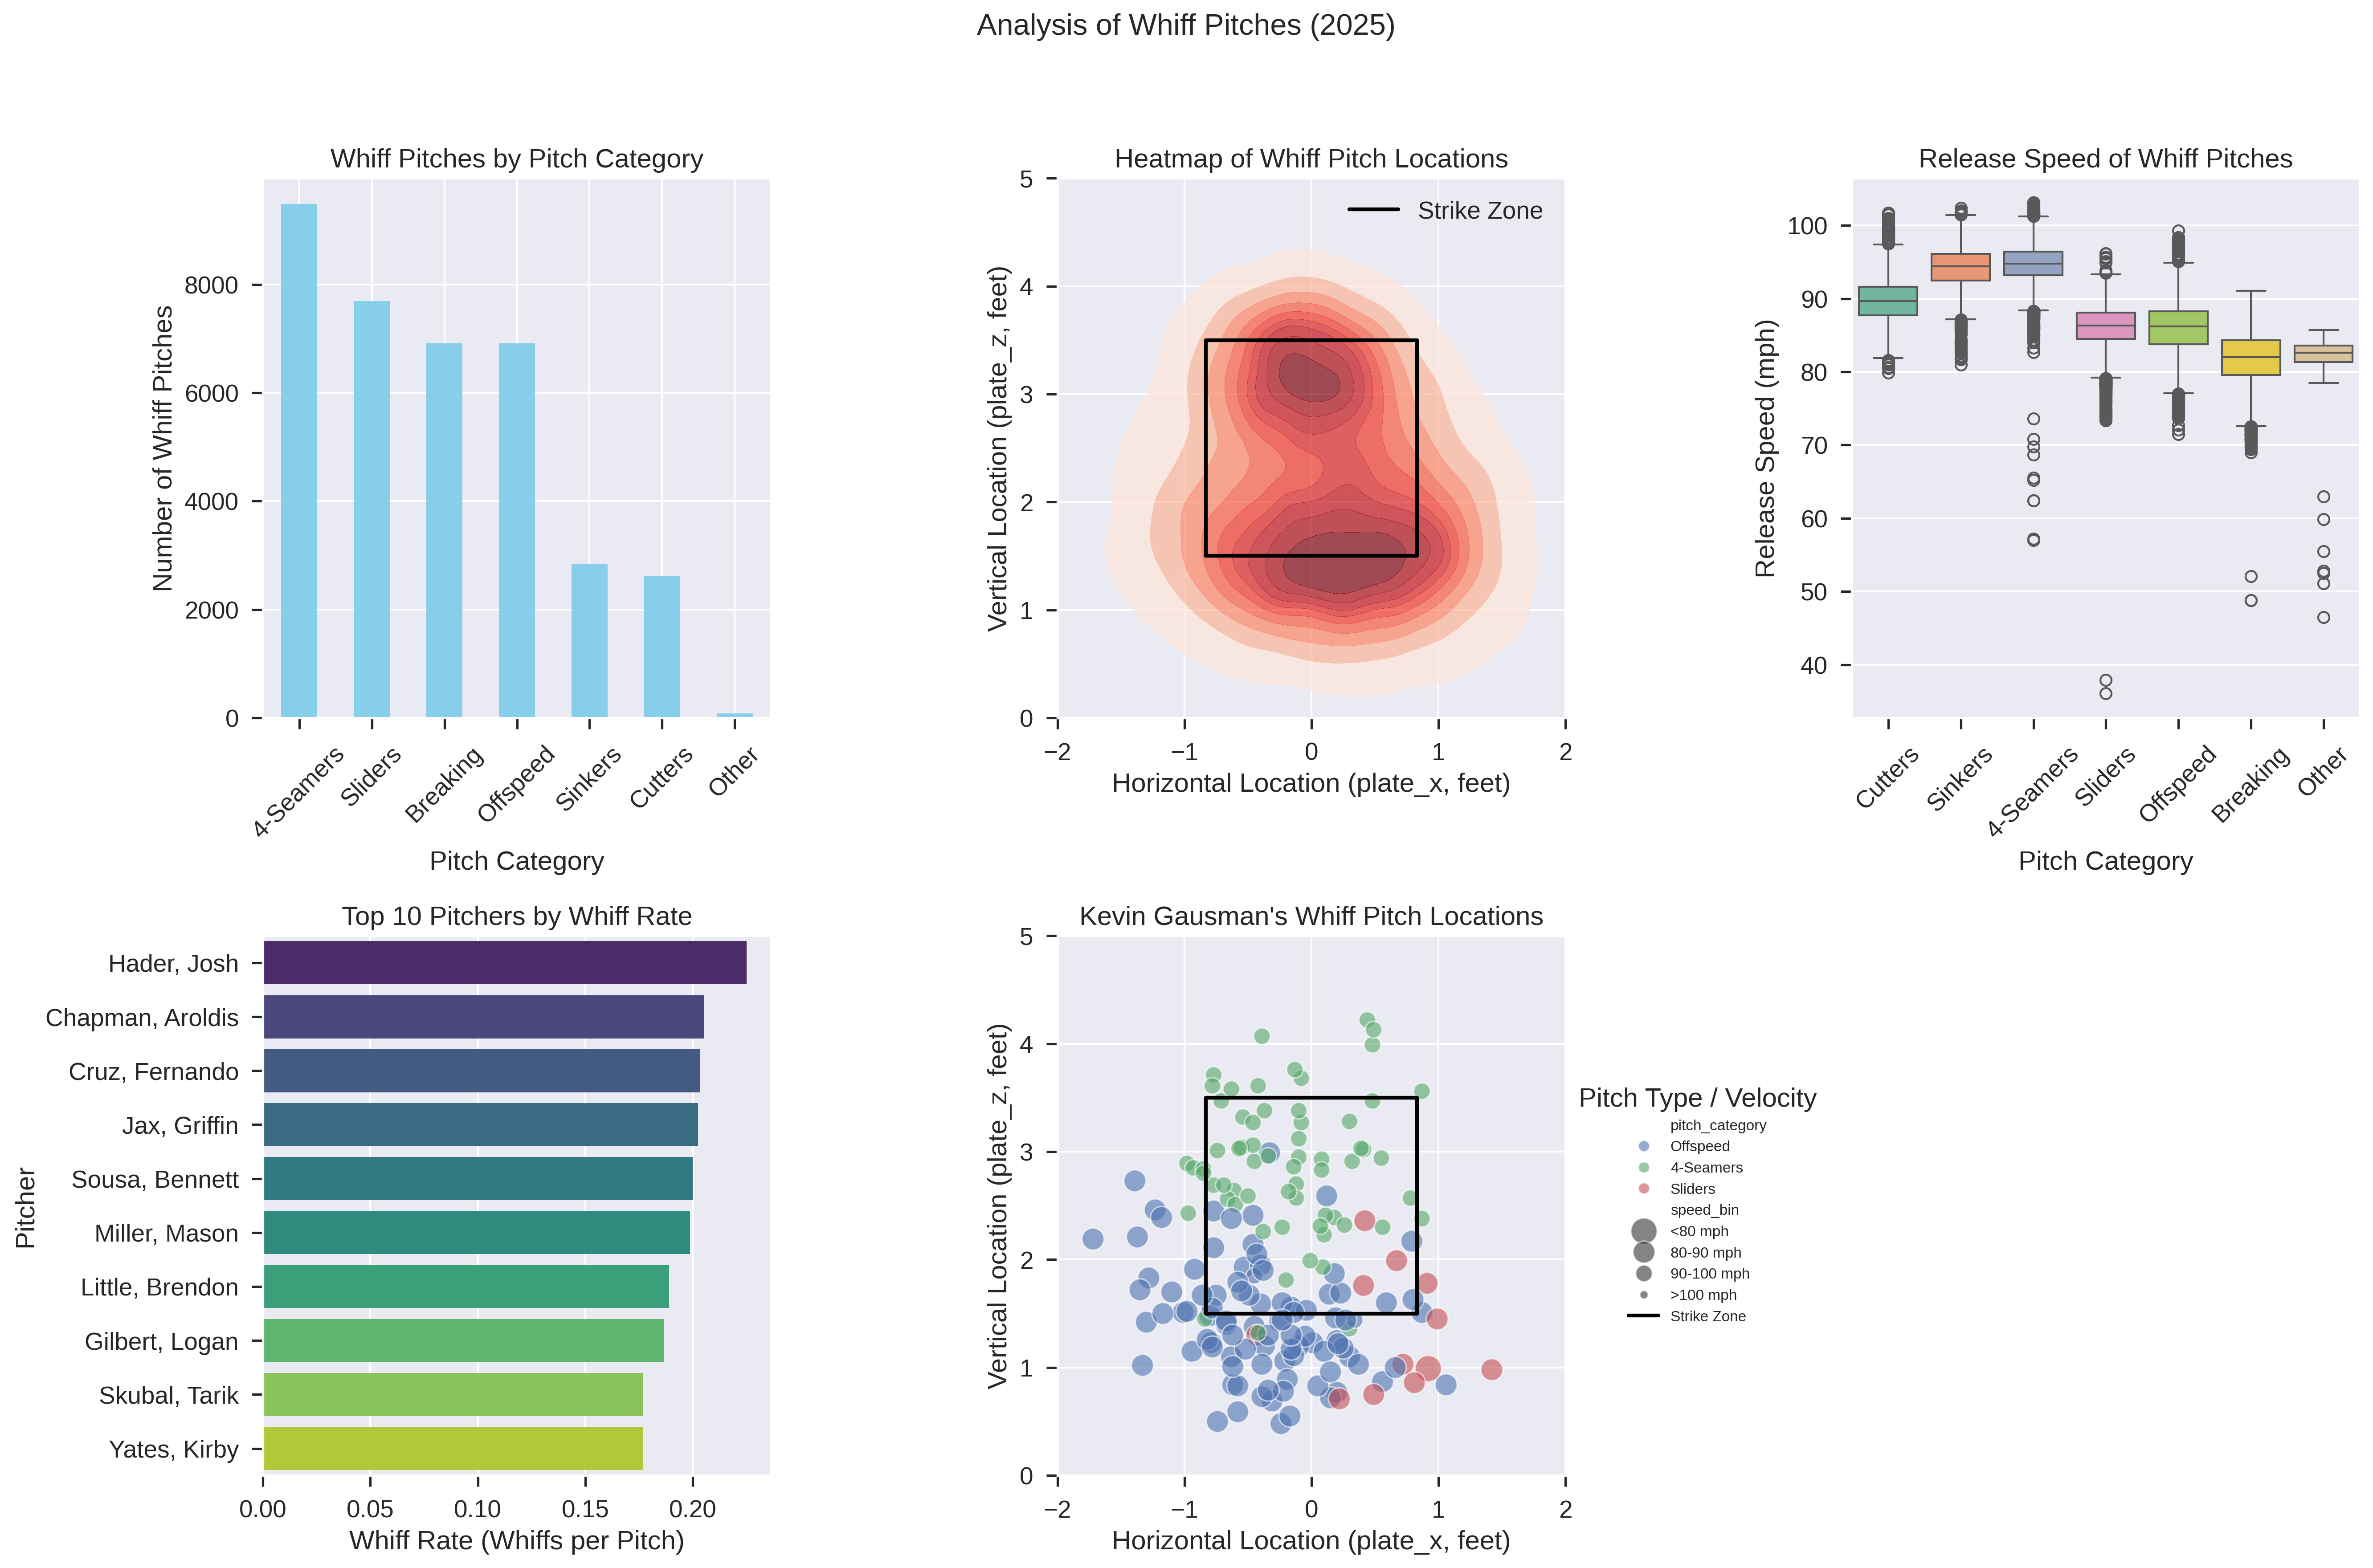 Analysis of Whiff Pitches (2025)
Whiff Pitches by Pitch Category
Number of Whiff Pitches
8000
6000
4000
2000
0
4-Seamers
Sliders
Breaking
Offspeed
Sinkers
Cutters
Other
Pitch Category
Heatmap of Whiff Pitch Locations
Strike Zone
Vertical Location (plate_z, feet)
5
4
3
2
1
0
−2
−1
0
1
2
Horizontal Location (plate_x, feet)
Release Speed of Whiff Pitches
Release Speed (mph)
100
90
80
70
60
50
40
Cutters
Sinkers
4-Seamers
Sliders
Offspeed
Breaking
Other
Pitch Category
Top 10 Pitchers by Whiff Rate
Pitcher
Hader, Josh
Chapman, Aroldis
Cruz, Fernando
Jax, Griffin
Sousa, Bennett
Miller, Mason
Little, Brendon
Gilbert, Logan
Skubal, Tarik
Yates, Kirby
0.00
0.05
0.10
0.15
0.20
Whiff Rate (Whiffs per Pitch)
Kevin Gausman's Whiff Pitch Locations
Vertical Location (plate_z, feet)
5
4
3
2
1
0
−2
−1
0
1
2
Horizontal Location (plate_x, feet)
Pitch Type / Velocity
pitch_category
Offspeed
4-Seamers
Sliders
speed_bin
<80 mph
80-90 mph
90-100 mph
>100 mph
Strike Zone